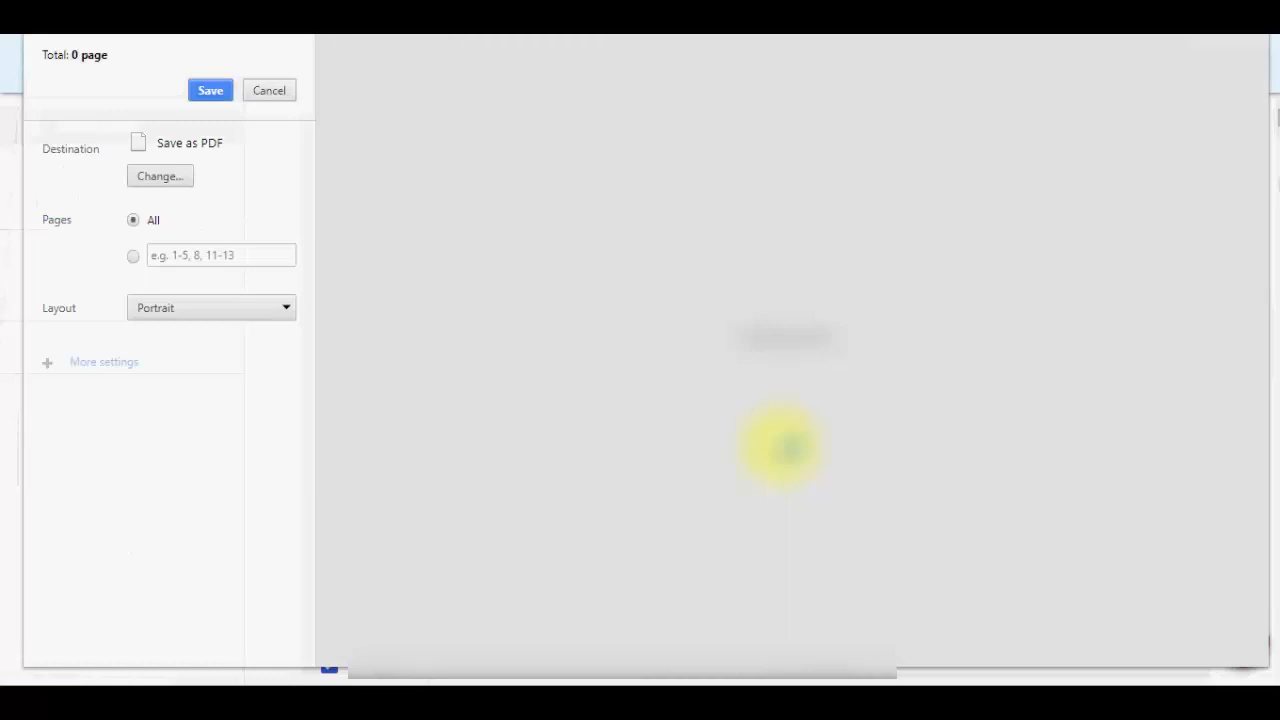 Total: 0 page
Save
Cancel
Destination
Save as PDF
Change...
Pages
All
e.g. 1-5, 8, 11-13
Layout
Portrait
More settings